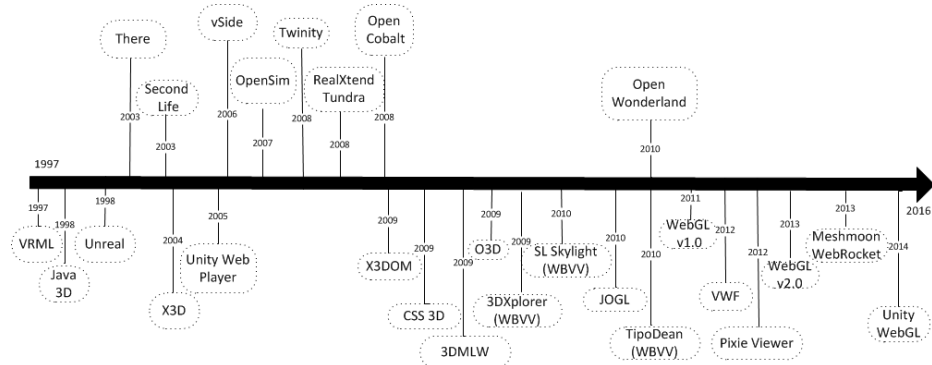 There
2003
Second
Life
2003
vSide
2006
OpenSim
2007
Twinity
2008
RealXtend
Tundra
2008
Open
Cobalt
2008
Open
Wonderland
2010
1997
2016
1997
VRML
1998
Java
3D
1998
Unreal
2004
X3D
2005
Unity Web
Player
2009
X3DOM
2009
CSS 3D
2009
3DMLW
2009
O3D
2009
3DXplorer
(WBVV)
2010
SL Skylight
(WBVV)
2010
JOGL
2010
TipoDean
(WBVV)
2011
WebGL
v1.0
2012
VWF
2012
Pixie Viewer
2013
WebGL
v2.0
2013
Meshmoon
WebRocket
2014
Unity
WebGL